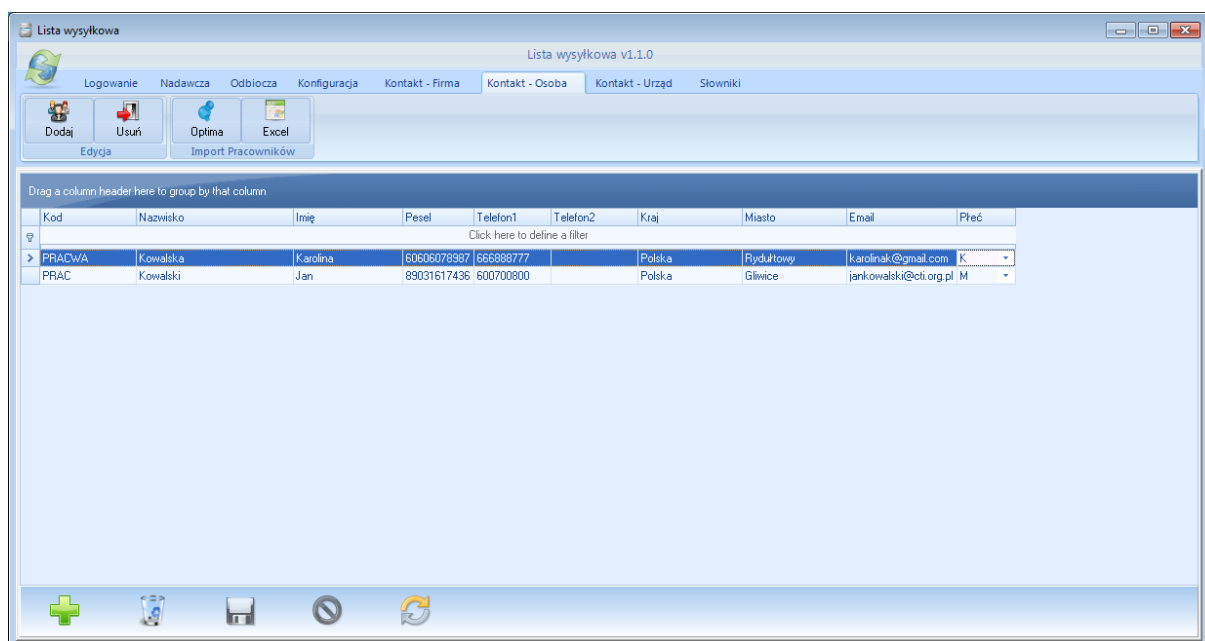 Lista wysyłkowa
Lista wysyłkowa v1.1.0
Logowanie Nadawcza Odbiocza Konfiguracja Kontakt - Firma Kontakt - Osoba Kontakt - Urząd Słowniki
Dodaj Usuń Optima Excel
Edycja Import Pracowników
Drag a column header here to group by that column
Kod Nazwisko Imię Pesel Telefon1 Telefon2 Kraj Miasto Email Płeć
Click here to define a filter
PRACWA Kowalska Karolina 60606078987 666888777 Polska Rydułtowy karolinak@gmail.com K
PRAC Kowalski Jan 89031617436 600700800 Polska Gliwice jankowalski@cti.org.pl M